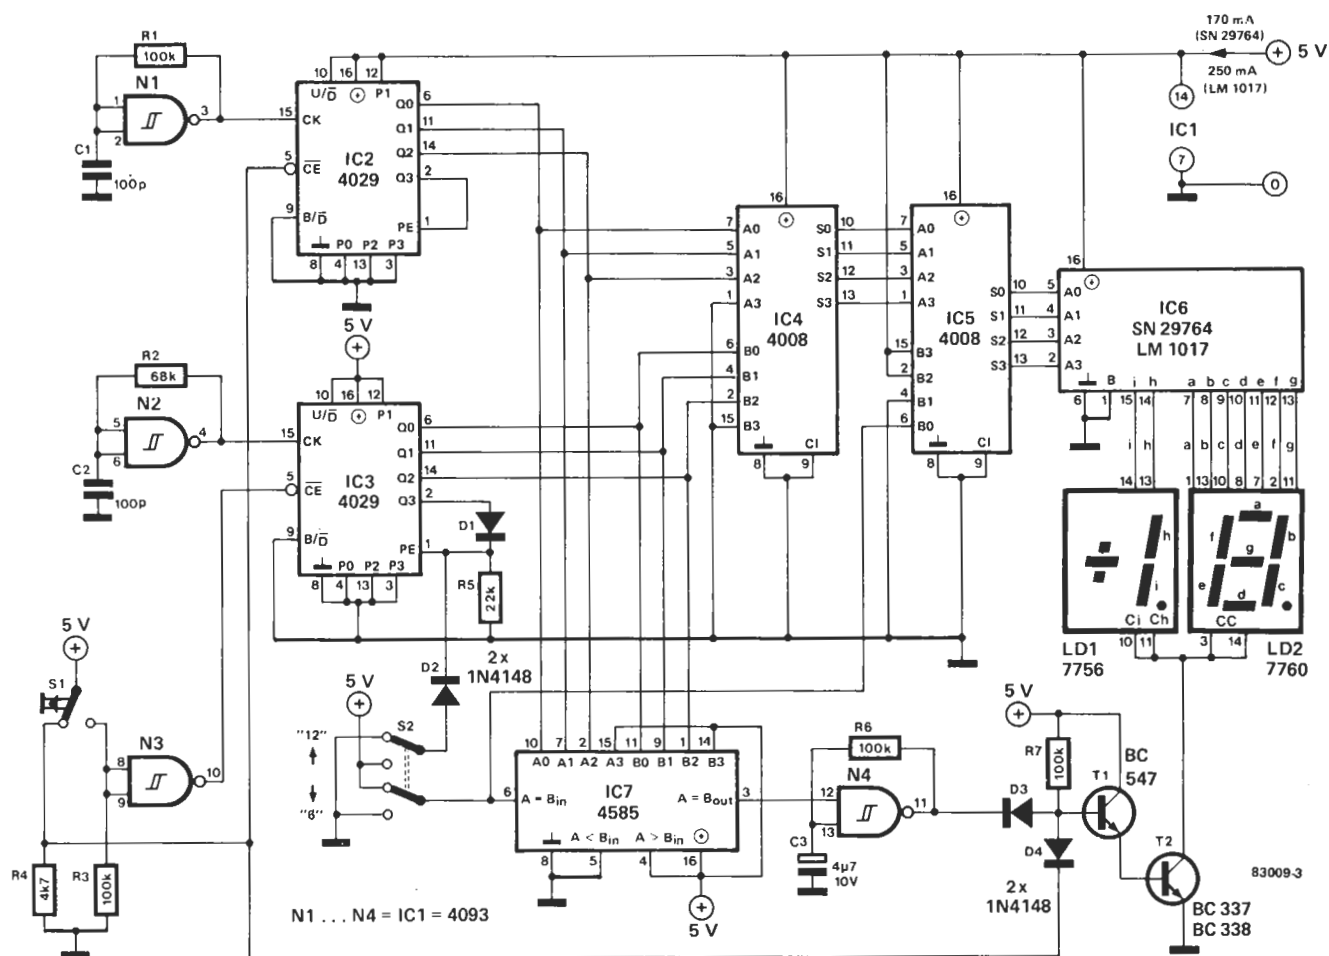 170 mA
(SN 29764)
5 V
250 mA
(LM 1017)
R1
100k
N1
1
2
3
C1
100p
10 16 12
U/D P1
15 CK
5 CE
9 B/D
IC2
4029
Q0 6
Q1 11
Q2 14
Q3 2
PE 1
P0 P2 P3
8 4 13 3
14
IC1
7
0
5 V
R2
68k
N2
5
6
4
C2
100p
10 16 12
U/D P1
15 CK
5 CE
9 B/D
IC3
4029
Q0 6
Q1 11
Q2 14
Q3 2
PE 1
P0 P2 P3
8 4 13 3
D1
R5
22k
2x
1N4148
D2
16
7 A0
5 A1
3 A2
1 A3
6 B0
4 B1
2 B2
15 B3
IC4
4008
S0 10
S1 11
S2 12
S3 13
CI
8 9
16
7 A0
5 A1
3 A2
1 A3
15 B3
2 B2
4 B1
6 B0
IC5
4008
S0 10
S1 11
S2 12
S3 13
CI
8 9
16
5 A0
4 A1
3 A2
2 A3
IC6
SN 29764
LM 1017
B i h a b c d e f g
6 1 15 14 7 8 9 10 11 12 13
i h a b c d e f g
14 13 1 13 10 8 7 2 11
h
i
Ci Ch
10 11
LD1
7756
a
f b
g
e c
d
CC
3 14
LD2
7760
5 V
S1
N3
8
9
10
R4
4k7
R3
100k
5 V
S2
"12"
"6"
10 7 2 15 11 9 1 14
A0 A1 A2 A3 B0 B1 B2 B3
6 A = Bin
IC7
4585
A = Bout 3
A < Bin A > Bin
8 5 4 16
5 V
R6
100k
N4
12
13
11
C3
4µ7
10V
5 V
R7
100k
D3
D4
2x
1N4148
T1
BC
547
T2
BC 337
BC 338
83009-3
N1 . . . N4 = IC1 = 4093